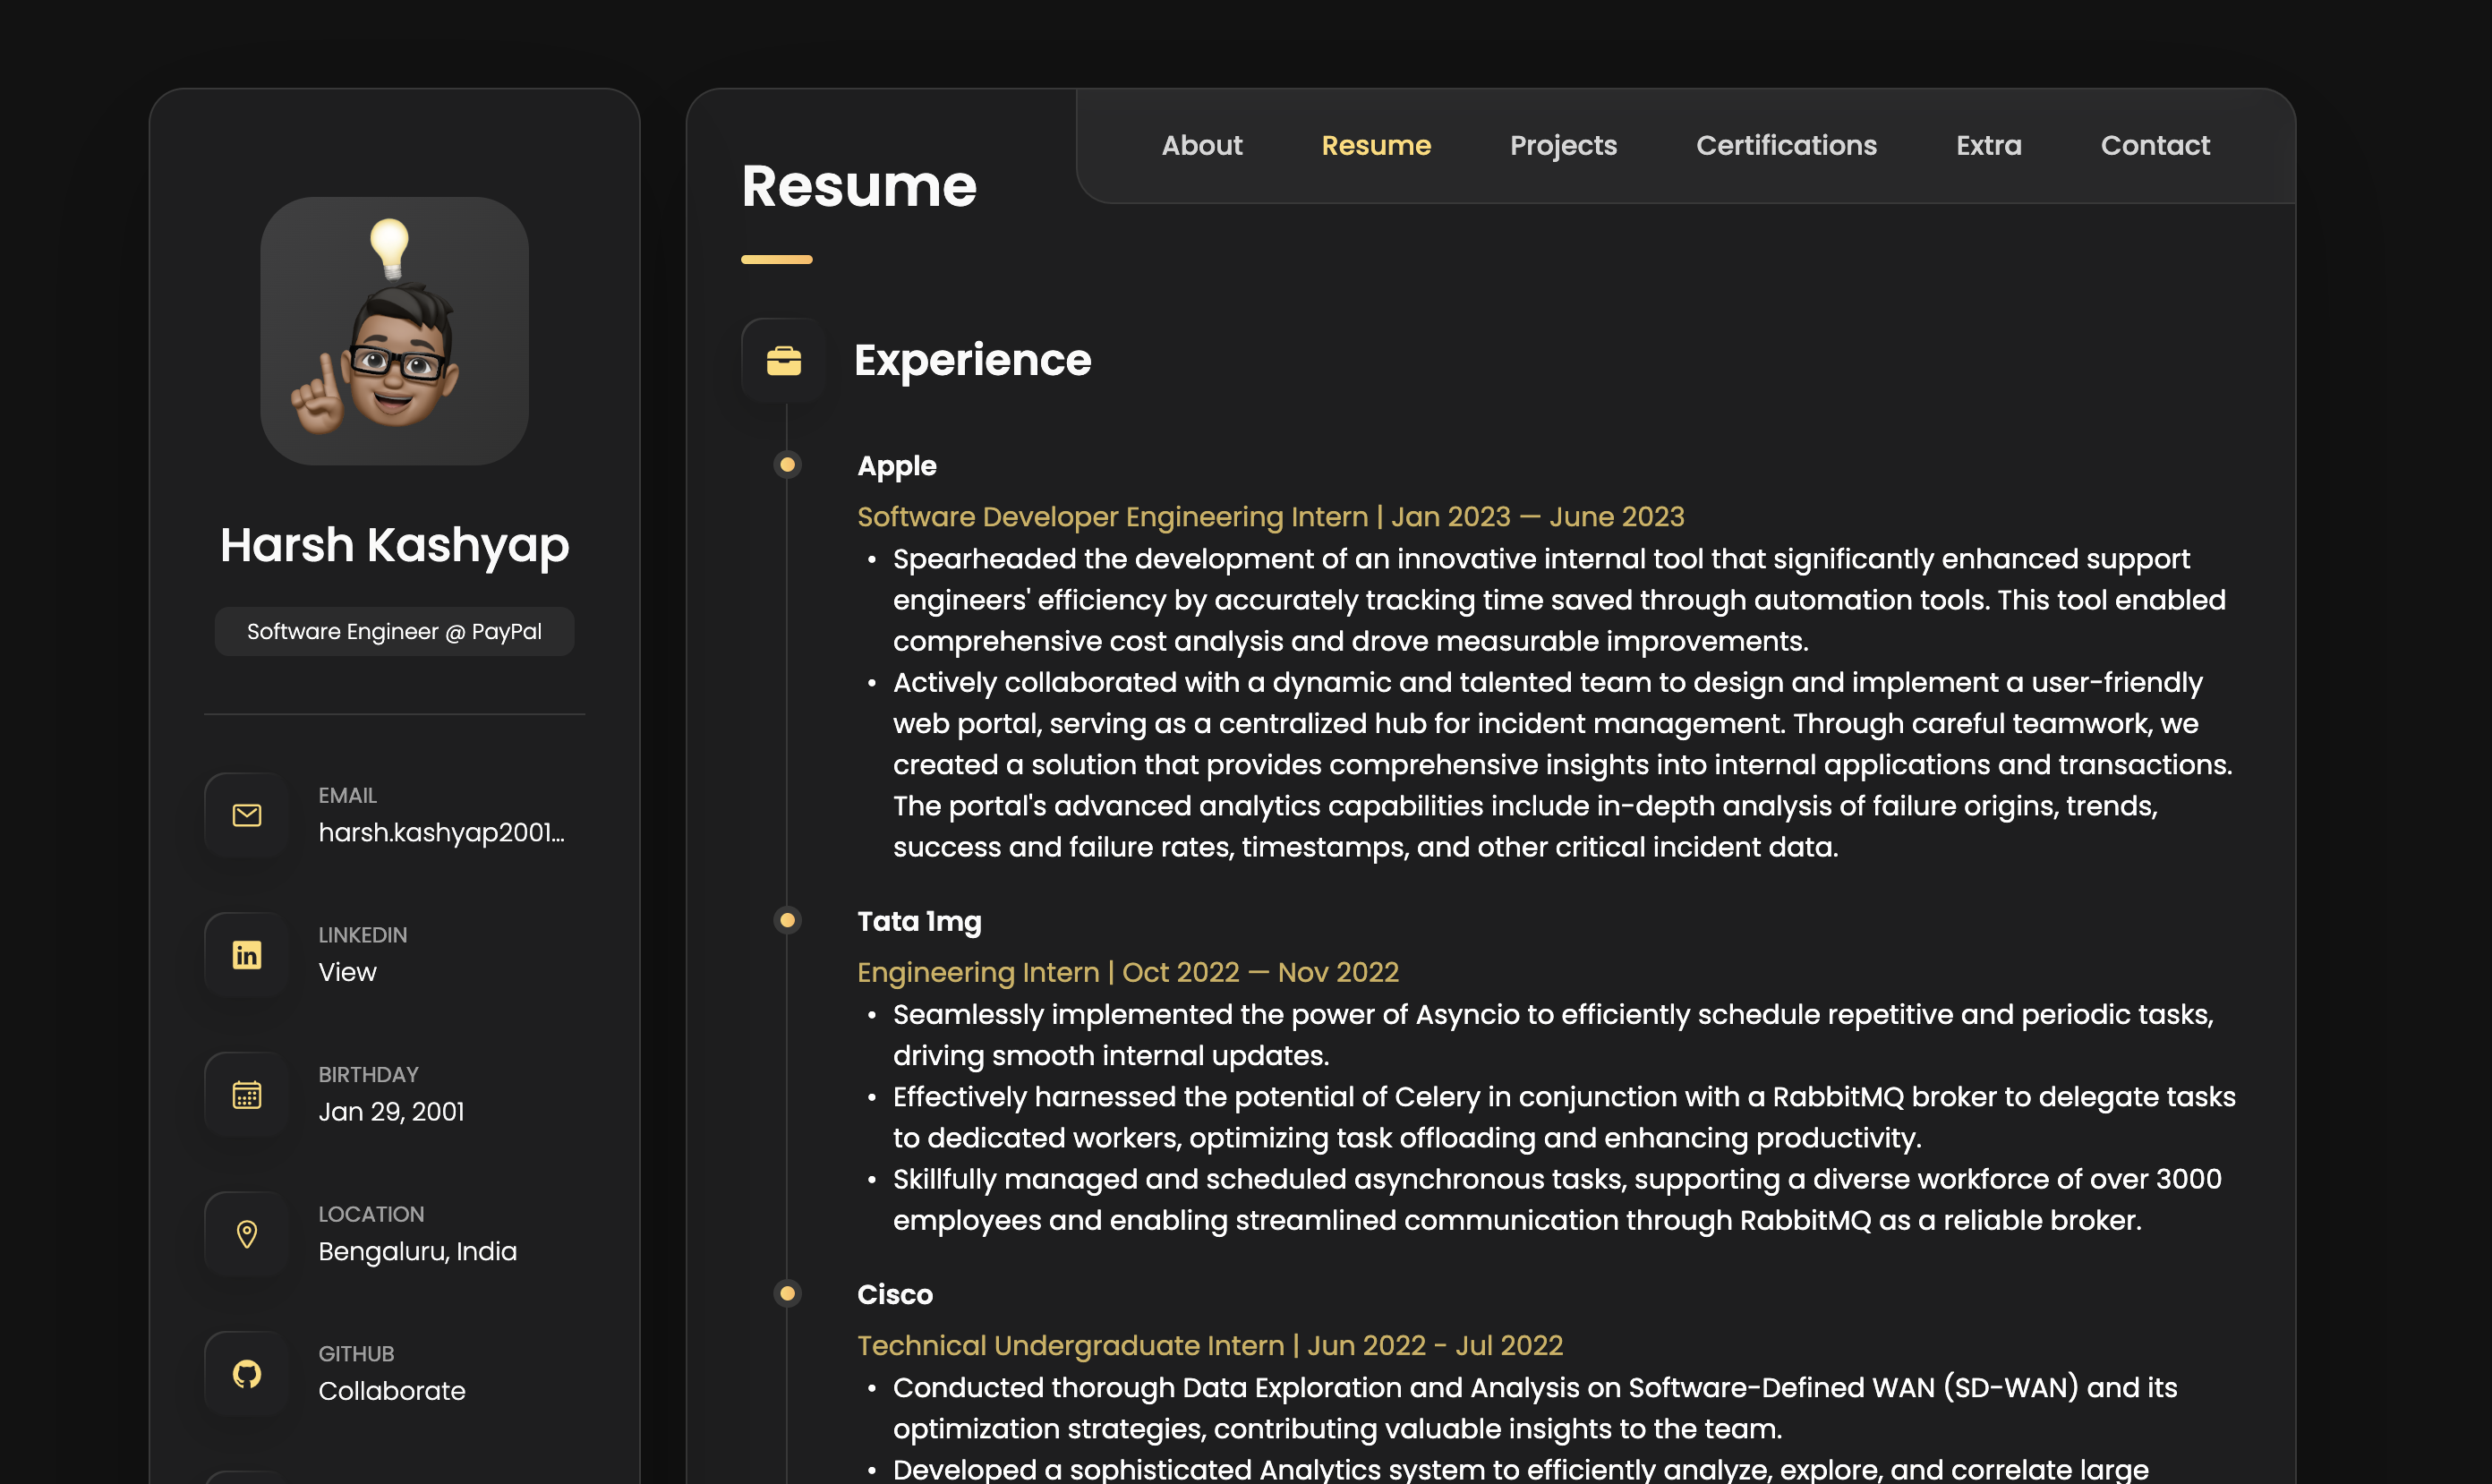 Harsh Kashyap
Software Engineer @ PayPal
EMAIL
harsh.kashyap2001...
LINKEDIN
View
BIRTHDAY
Jan 29, 2001
LOCATION
Bengaluru, India
GITHUB
Collaborate
About Resume Projects Certifications Extra Contact
Resume
Experience
Apple
Software Developer Engineering Intern | Jan 2023 — June 2023
• Spearheaded the development of an innovative internal tool that significantly enhanced support
engineers' efficiency by accurately tracking time saved through automation tools. This tool enabled
comprehensive cost analysis and drove measurable improvements.
• Actively collaborated with a dynamic and talented team to design and implement a user-friendly
web portal, serving as a centralized hub for incident management. Through careful teamwork, we
created a solution that provides comprehensive insights into internal applications and transactions.
The portal's advanced analytics capabilities include in-depth analysis of failure origins, trends,
success and failure rates, timestamps, and other critical incident data.
Tata 1mg
Engineering Intern | Oct 2022 — Nov 2022
• Seamlessly implemented the power of Asyncio to efficiently schedule repetitive and periodic tasks,
driving smooth internal updates.
• Effectively harnessed the potential of Celery in conjunction with a RabbitMQ broker to delegate tasks
to dedicated workers, optimizing task offloading and enhancing productivity.
• Skillfully managed and scheduled asynchronous tasks, supporting a diverse workforce of over 3000
employees and enabling streamlined communication through RabbitMQ as a reliable broker.
Cisco
Technical Undergraduate Intern | Jun 2022 - Jul 2022
• Conducted thorough Data Exploration and Analysis on Software-Defined WAN (SD-WAN) and its
optimization strategies, contributing valuable insights to the team.
• Developed a sophisticated Analytics system to efficiently analyze, explore, and correlate large